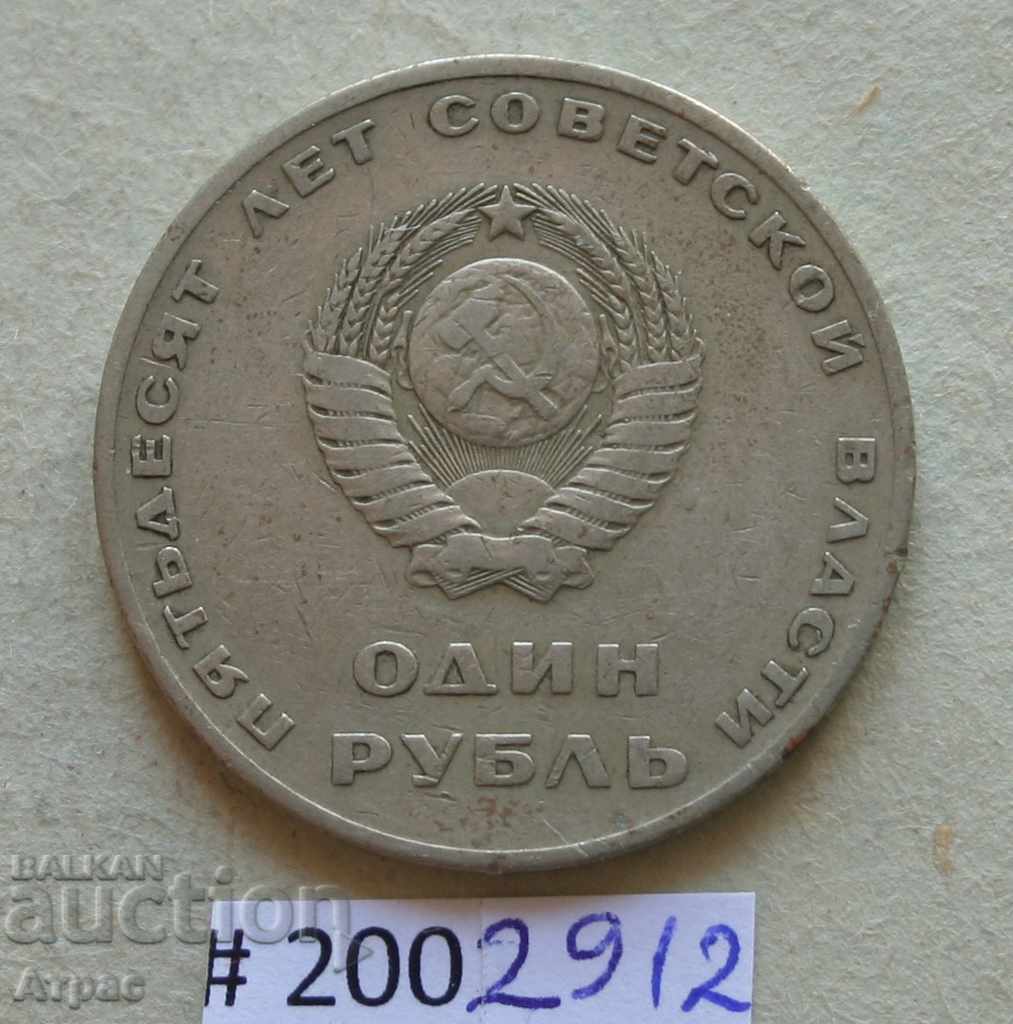 ПЯТЬДЕСЯТ ЛЕТ СОВЕТСКОЙ ВЛАСТИ
ОДИН
РУБЛЬ
BALKAN
auction
Атрас
# 2002912